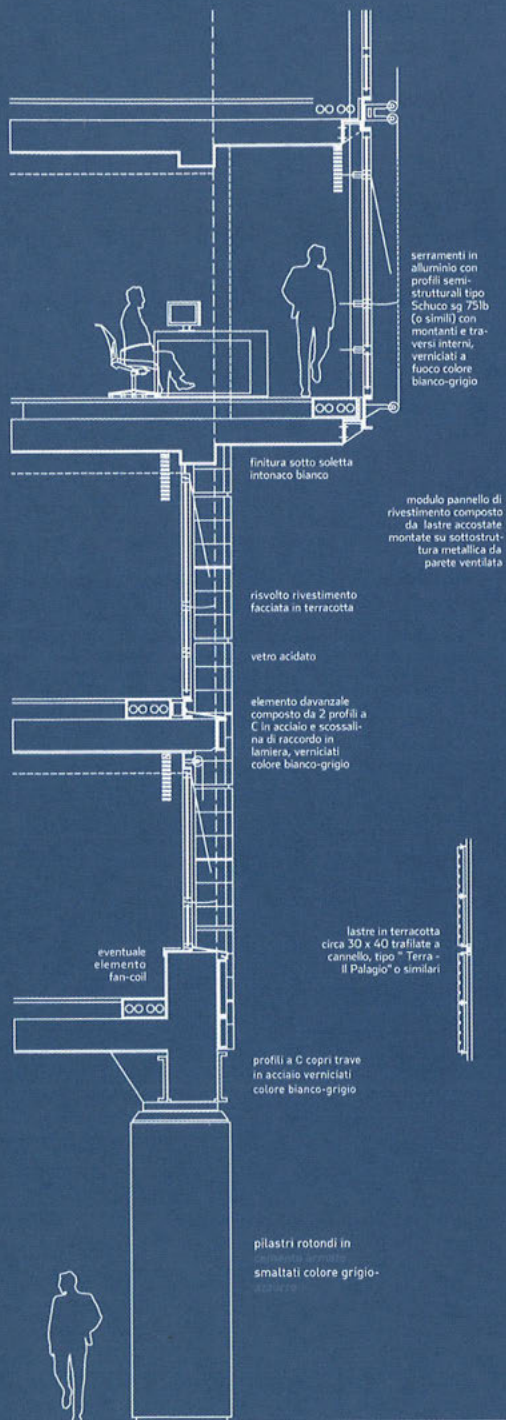 serramenti in
alluminio con
profili semi-
strutturali tipo
Schuco sg 751b
(o simili) con
montanti e tra-
versi interni,
verniciati a
fuoco colore
bianco-grigio
finitura sotto soletta
intonaco bianco
modulo pannello di
rivestimento composto
da lastre accostate
montate su sottostrut-
tura metallica da
parete ventilata
risvolto rivestimento
facciata in terracotta
vetro acidato
elemento davanzale
composto da 2 profili a
C in acciaio e scossali-
na di raccordo in
lamiera, verniciati
colore bianco-grigio
lastre in terracotta
circa 30 x 40 trafilate a
cannello, tipo " Terra -
Il Palagio" o similari
eventuale
elemento
fan-coil
profili a C copri trave
in acciaio verniciati
colore bianco-grigio
pilastri rotondi in
cemento armato
smaltati colore grigio-
azzurro